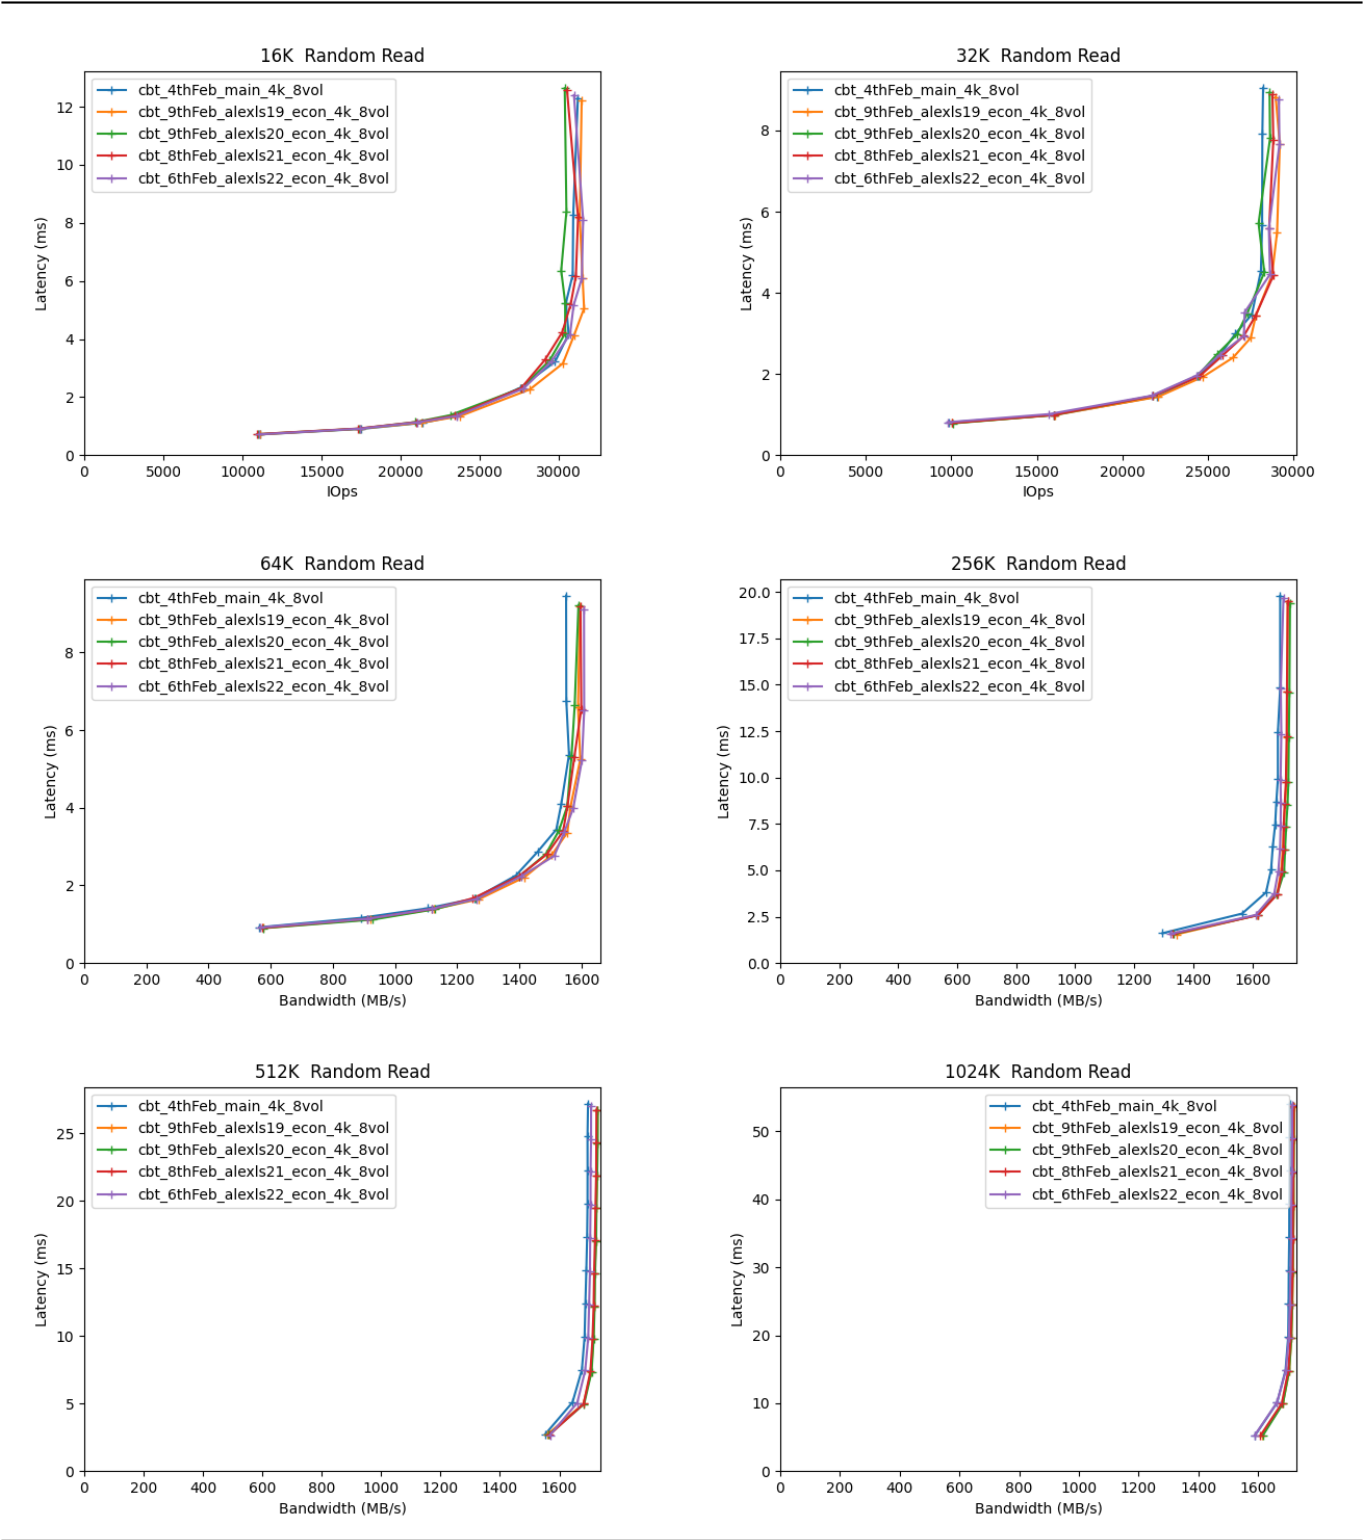 16K  Random Read
cbt_4thFeb_main_4k_8vol
cbt_9thFeb_alexls19_econ_4k_8vol
cbt_9thFeb_alexls20_econ_4k_8vol
cbt_8thFeb_alexls21_econ_4k_8vol
cbt_6thFeb_alexls22_econ_4k_8vol
Latency (ms)
12
10
8
6
4
2
0
0 5000 10000 15000 20000 25000 30000
IOps
32K  Random Read
cbt_4thFeb_main_4k_8vol
cbt_9thFeb_alexls19_econ_4k_8vol
cbt_9thFeb_alexls20_econ_4k_8vol
cbt_8thFeb_alexls21_econ_4k_8vol
cbt_6thFeb_alexls22_econ_4k_8vol
Latency (ms)
8
6
4
2
0
0 5000 10000 15000 20000 25000 30000
IOps
64K  Random Read
cbt_4thFeb_main_4k_8vol
cbt_9thFeb_alexls19_econ_4k_8vol
cbt_9thFeb_alexls20_econ_4k_8vol
cbt_8thFeb_alexls21_econ_4k_8vol
cbt_6thFeb_alexls22_econ_4k_8vol
Latency (ms)
8
6
4
2
0
0 200 400 600 800 1000 1200 1400 1600
Bandwidth (MB/s)
256K  Random Read
cbt_4thFeb_main_4k_8vol
cbt_9thFeb_alexls19_econ_4k_8vol
cbt_9thFeb_alexls20_econ_4k_8vol
cbt_8thFeb_alexls21_econ_4k_8vol
cbt_6thFeb_alexls22_econ_4k_8vol
Latency (ms)
20.0
17.5
15.0
12.5
10.0
7.5
5.0
2.5
0.0
0 200 400 600 800 1000 1200 1400 1600
Bandwidth (MB/s)
512K  Random Read
cbt_4thFeb_main_4k_8vol
cbt_9thFeb_alexls19_econ_4k_8vol
cbt_9thFeb_alexls20_econ_4k_8vol
cbt_8thFeb_alexls21_econ_4k_8vol
cbt_6thFeb_alexls22_econ_4k_8vol
Latency (ms)
25
20
15
10
5
0
0 200 400 600 800 1000 1200 1400 1600
Bandwidth (MB/s)
1024K  Random Read
cbt_4thFeb_main_4k_8vol
cbt_9thFeb_alexls19_econ_4k_8vol
cbt_9thFeb_alexls20_econ_4k_8vol
cbt_8thFeb_alexls21_econ_4k_8vol
cbt_6thFeb_alexls22_econ_4k_8vol
Latency (ms)
50
40
30
20
10
0
0 200 400 600 800 1000 1200 1400 1600
Bandwidth (MB/s)